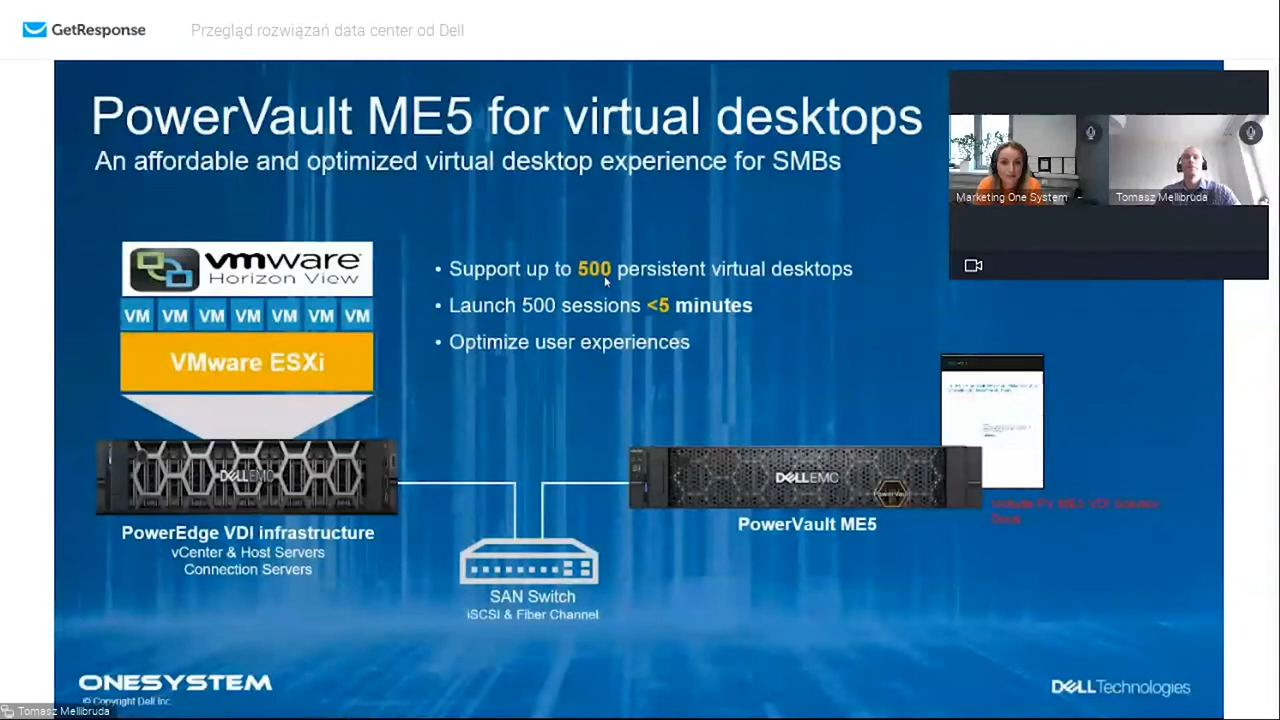 GetResponse
Przegląd rozwiązań data center od Dell
PowerVault ME5 for virtual desktops
An affordable and optimized virtual desktop experience for SMBs
Marketing One System
Tomasz Mellibruda
vmware
Horizon View
VM VM VM VM VM VM VM
VMware ESXi
• Support up to 500 persistent virtual desktops
• Launch 500 sessions <5 minutes
• Optimize user experiences
DELLEMC
PowerEdge VDI infrastructure
vCenter & Host Servers
Connection Servers
DELLEMC
PowerVault
PowerVault ME5
SAN Switch
iSCSI & Fiber Channel
ONESYSTEM
© Copyright Dell Inc.
DELLTechnologies
Tomasz Mellibruda